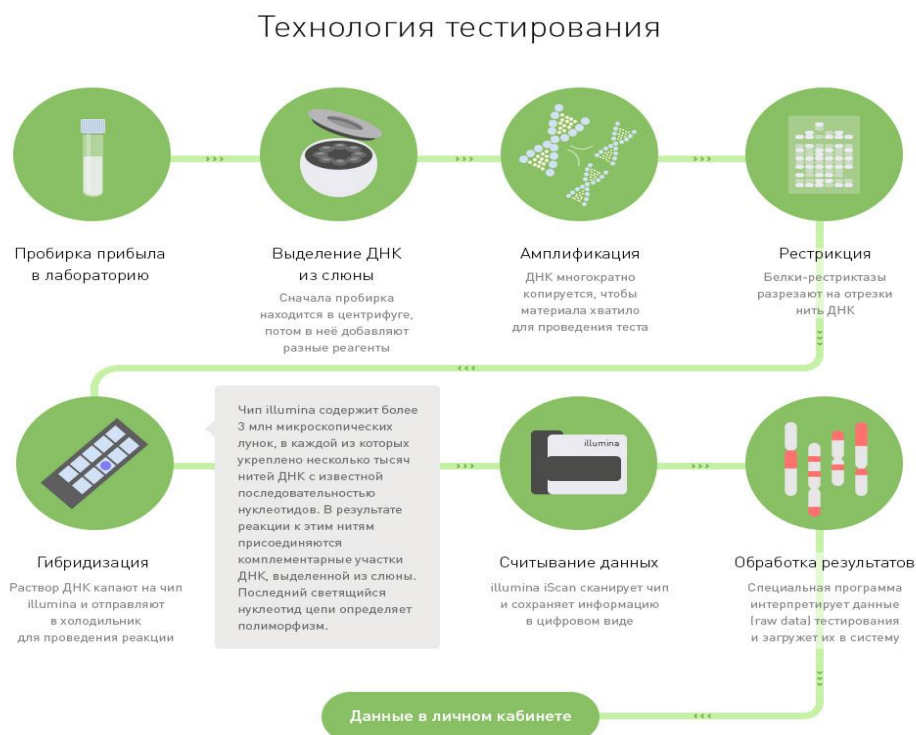 Технология тестирования
Пробирка прибыла
в лабораторию
Выделение ДНК
из слюны
Сначала пробирка
находится в центрифуге,
потом в неё добавляют
разные реагенты
Амплификация
ДНК многократно
копируется, чтобы
материала хватило
для проведения теста
Рестрикция
Белки-рестриктазы
разрезают на отрезки
нить ДНК
Гибридизация
Раствор ДНК капают на чип
illumina и отправляют
в холодильник
для проведения реакции
Чип illumina содержит более
3 млн микроскопических
лунок, в каждой из которых
укреплено несколько тысяч
нитей ДНК с известной
последовательностью
нуклеотидов. В результате
реакции к этим нитям
присоединяются
комплементарные участки
ДНК, выделенной из слюны.
Последний светящийся
нуклеотид цепи определяет
полиморфизм.
illumina
Считывание данных
illumina iScan сканирует чип
и сохраняет информацию
в цифровом виде
Обработка результатов
Специальная программа
интерпретирует данные
(raw data) тестирования
и загружет их в систему
Данные в личном кабинете